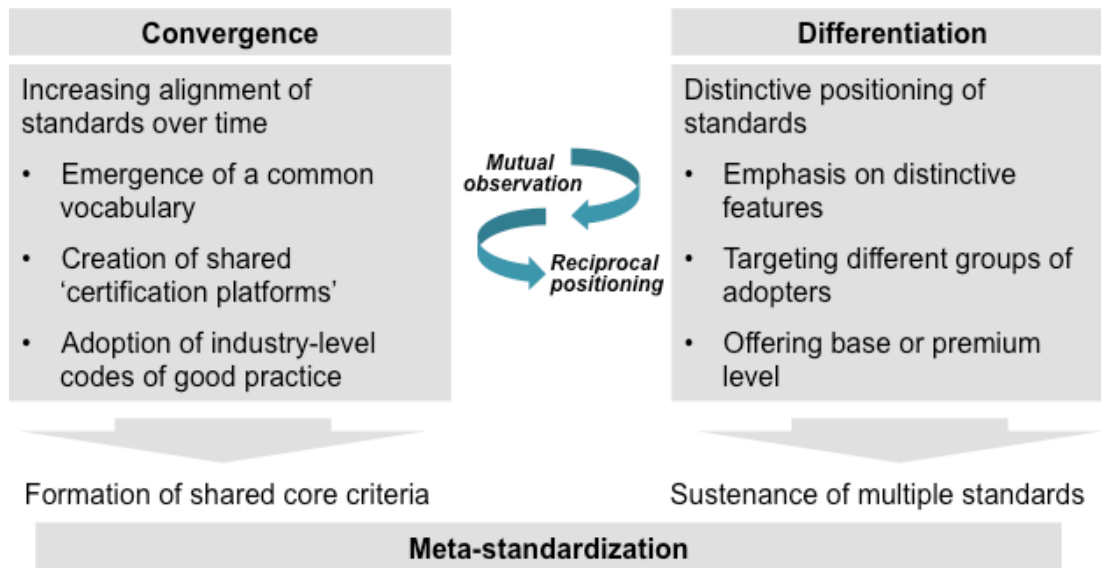 Convergence
Increasing alignment of
standards over time
• Emergence of a common
vocabulary
• Creation of shared
‘certification platforms’
• Adoption of industry-level
codes of good practice
Mutual
observation
Reciprocal
positioning
Differentiation
Distinctive positioning of
standards
• Emphasis on distinctive
features
• Targeting different groups of
adopters
• Offering base or premium
level
Formation of shared core criteria
Sustenance of multiple standards
Meta-standardization